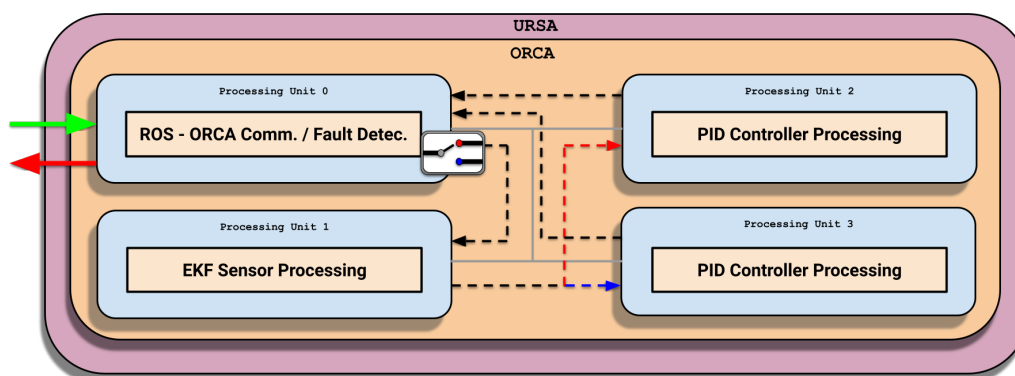 URSA
ORCA
Processing Unit 0
ROS - ORCA Comm. / Fault Detec.
Processing Unit 2
PID Controller Processing
Processing Unit 1
EKF Sensor Processing
Processing Unit 3
PID Controller Processing